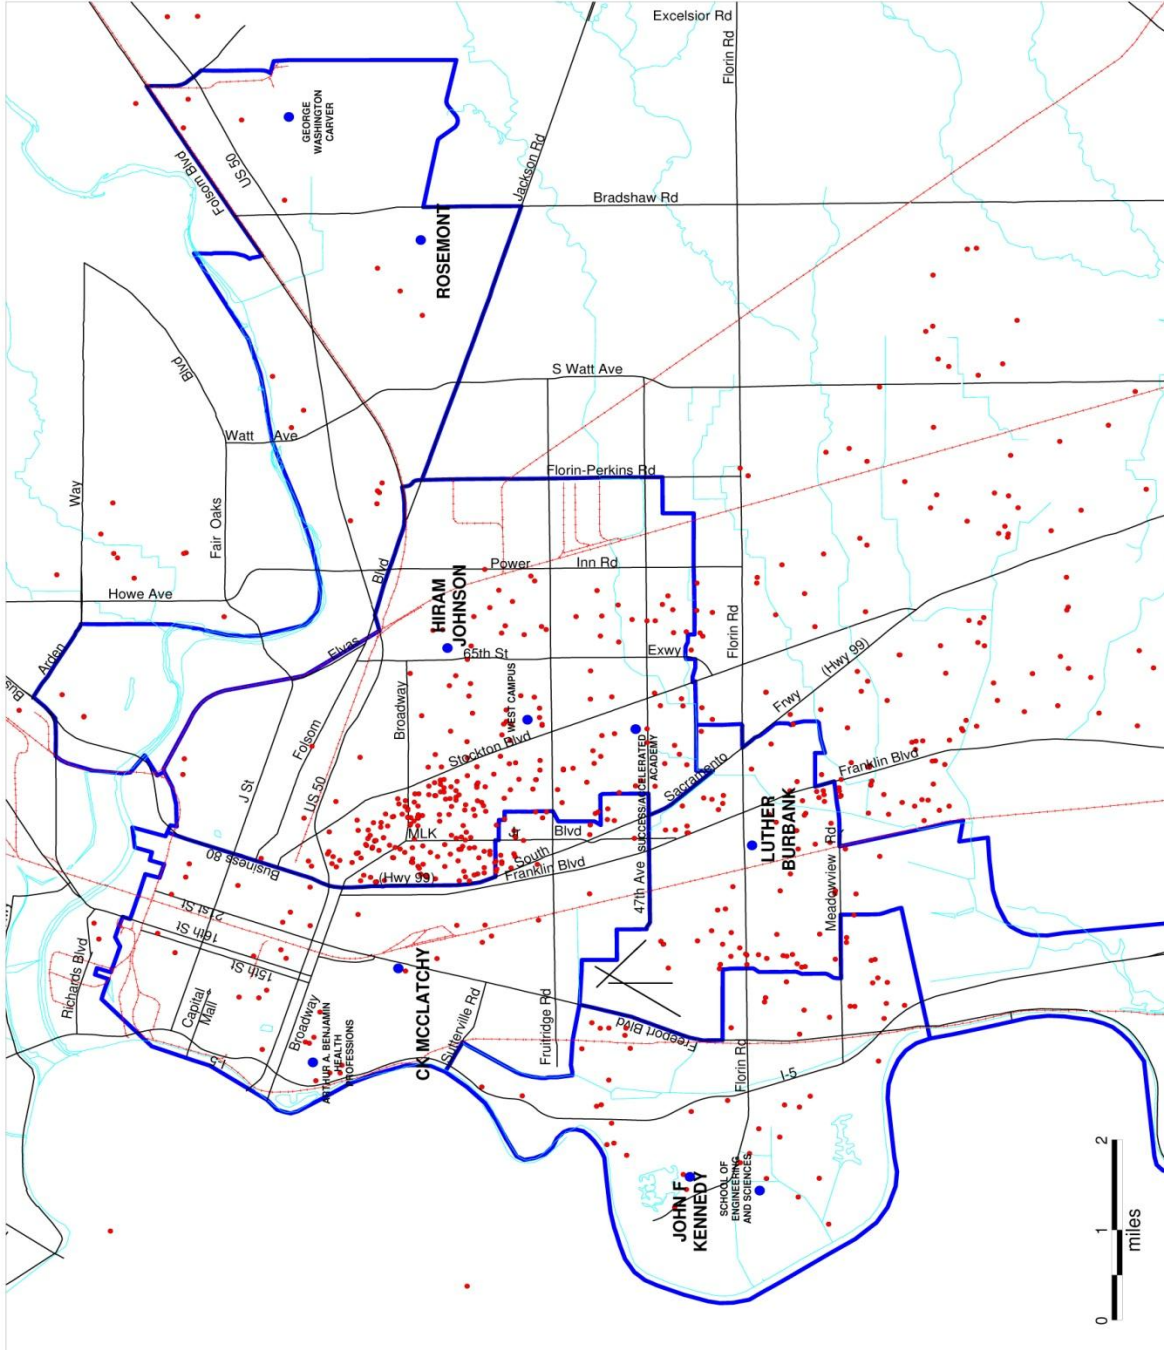 Excelsior Rd
Florin Rd
GEORGE
WASHINGTON
CARVER
Folsom Blvd
US 50
Jackson Rd
Bradshaw Rd
ROSEMONT
Blvd
S Watt Ave
Watt Ave
Way
Fair Oaks
Florin-Perkins Rd
Howe Ave
Power Inn Rd
Blvd
HIRAM
JOHNSON
Florin Rd
Arden
Elvas
65th St
Exwy
Bus
Broadway
WEST CAMPUS
Frwy
(Hwy 99)
Stockton Blvd
Folsom
J St
US 50
SUCCESS/ACCELERATED
ACADEMY
Sacramento
Franklin Blvd
MLK Jr Blvd
LUTHER
BURBANK
South
Franklin Blvd
Business 80
(Hwy 99)
47th Ave
Meadowview Rd
21st St
16th St
15th St
Richards Blvd
Capital
Mall
Broadway
CK MCCLATCHY
Sutterville Rd
Fruitridge Rd
Freeport Blvd
I-5
ARTHUR A. BENJAMIN
HEALTH
PROFESSIONS
Florin Rd
I-5
JOHN F
KENNEDY
SCHOOL OF
ENGINEERING
AND SCIENCES
0 1 2
miles